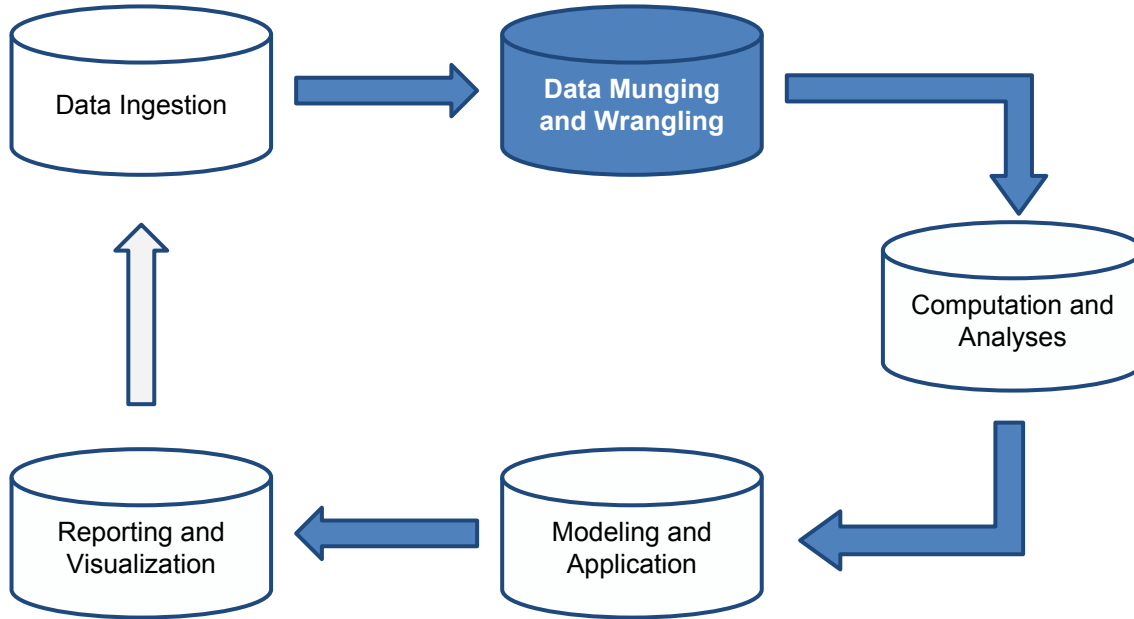 Data Ingestion
Data Munging
and Wrangling
Computation and
Analyses
Modeling and
Application
Reporting and
Visualization